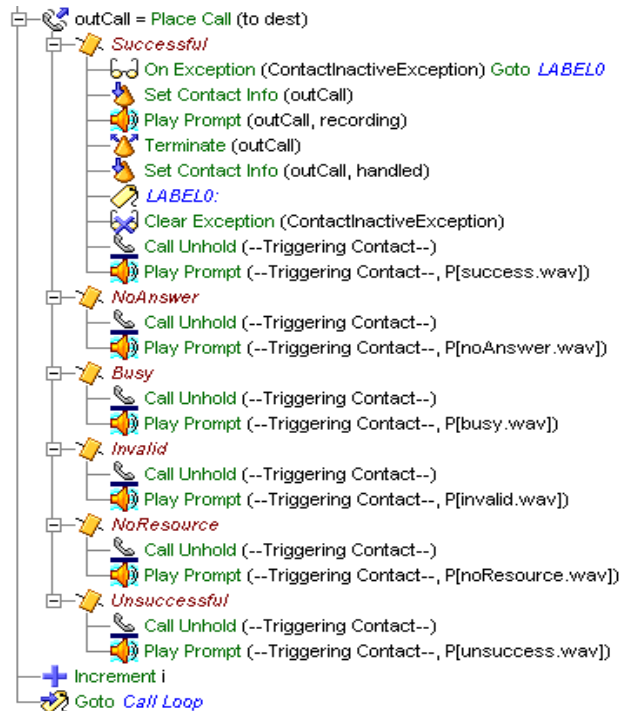 outCall = Place Call (to dest)
Successful
On Exception (ContactInactiveException) Goto LABEL0
Set Contact Info (outCall)
Play Prompt (outCall, recording)
Terminate (outCall)
Set Contact Info (outCall, handled)
LABEL0:
Clear Exception (ContactInactiveException)
Call Unhold (--Triggering Contact--)
Play Prompt (--Triggering Contact--, P[success.wav])
NoAnswer
Call Unhold (--Triggering Contact--)
Play Prompt (--Triggering Contact--, P[noAnswer.wav])
Busy
Call Unhold (--Triggering Contact--)
Play Prompt (--Triggering Contact--, P[busy.wav])
Invalid
Call Unhold (--Triggering Contact--)
Play Prompt (--Triggering Contact--, P[invalid.wav])
NoResource
Call Unhold (--Triggering Contact--)
Play Prompt (--Triggering Contact--, P[noResource.wav])
Unsuccessful
Call Unhold (--Triggering Contact--)
Play Prompt (--Triggering Contact--, P[unsuccess.wav])
Increment i
Goto Call Loop